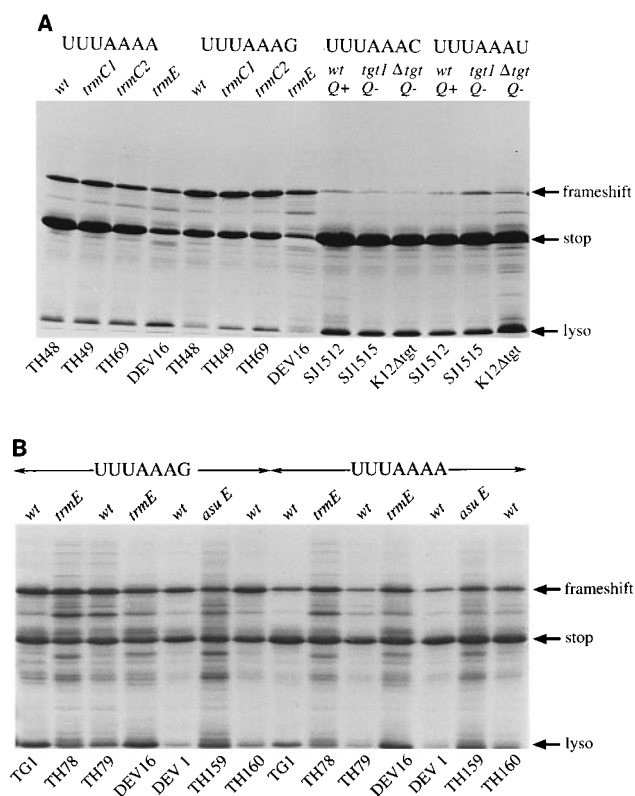 A
UUUAAAA UUUAAAG UUUAAAC UUUAAAU
wt trmC1 trmC2 trmE wt trmC1 trmC2 trmE wt tgt1 Δtgt wt tgt1 Δtgt
Q+ Q- Q- Q+ Q- Q-
frameshift
stop
lyso
TH48 TH49 TH69 DEV16 TH48 TH49 TH69 DEV16 SJ1512 SJ1515 K12Δtgt SJ1512 SJ1515 K12Δtgt
B
UUUAAAG UUUAAAA
wt trmE wt trmE wt asuE wt wt trmE wt trmE wt asuE wt
frameshift
stop
lyso
TG1 TH78 TH79 DEV16 DEV 1 TH159 TH160 TG1 TH78 TH79 DEV16 DEV 1 TH159 TH160